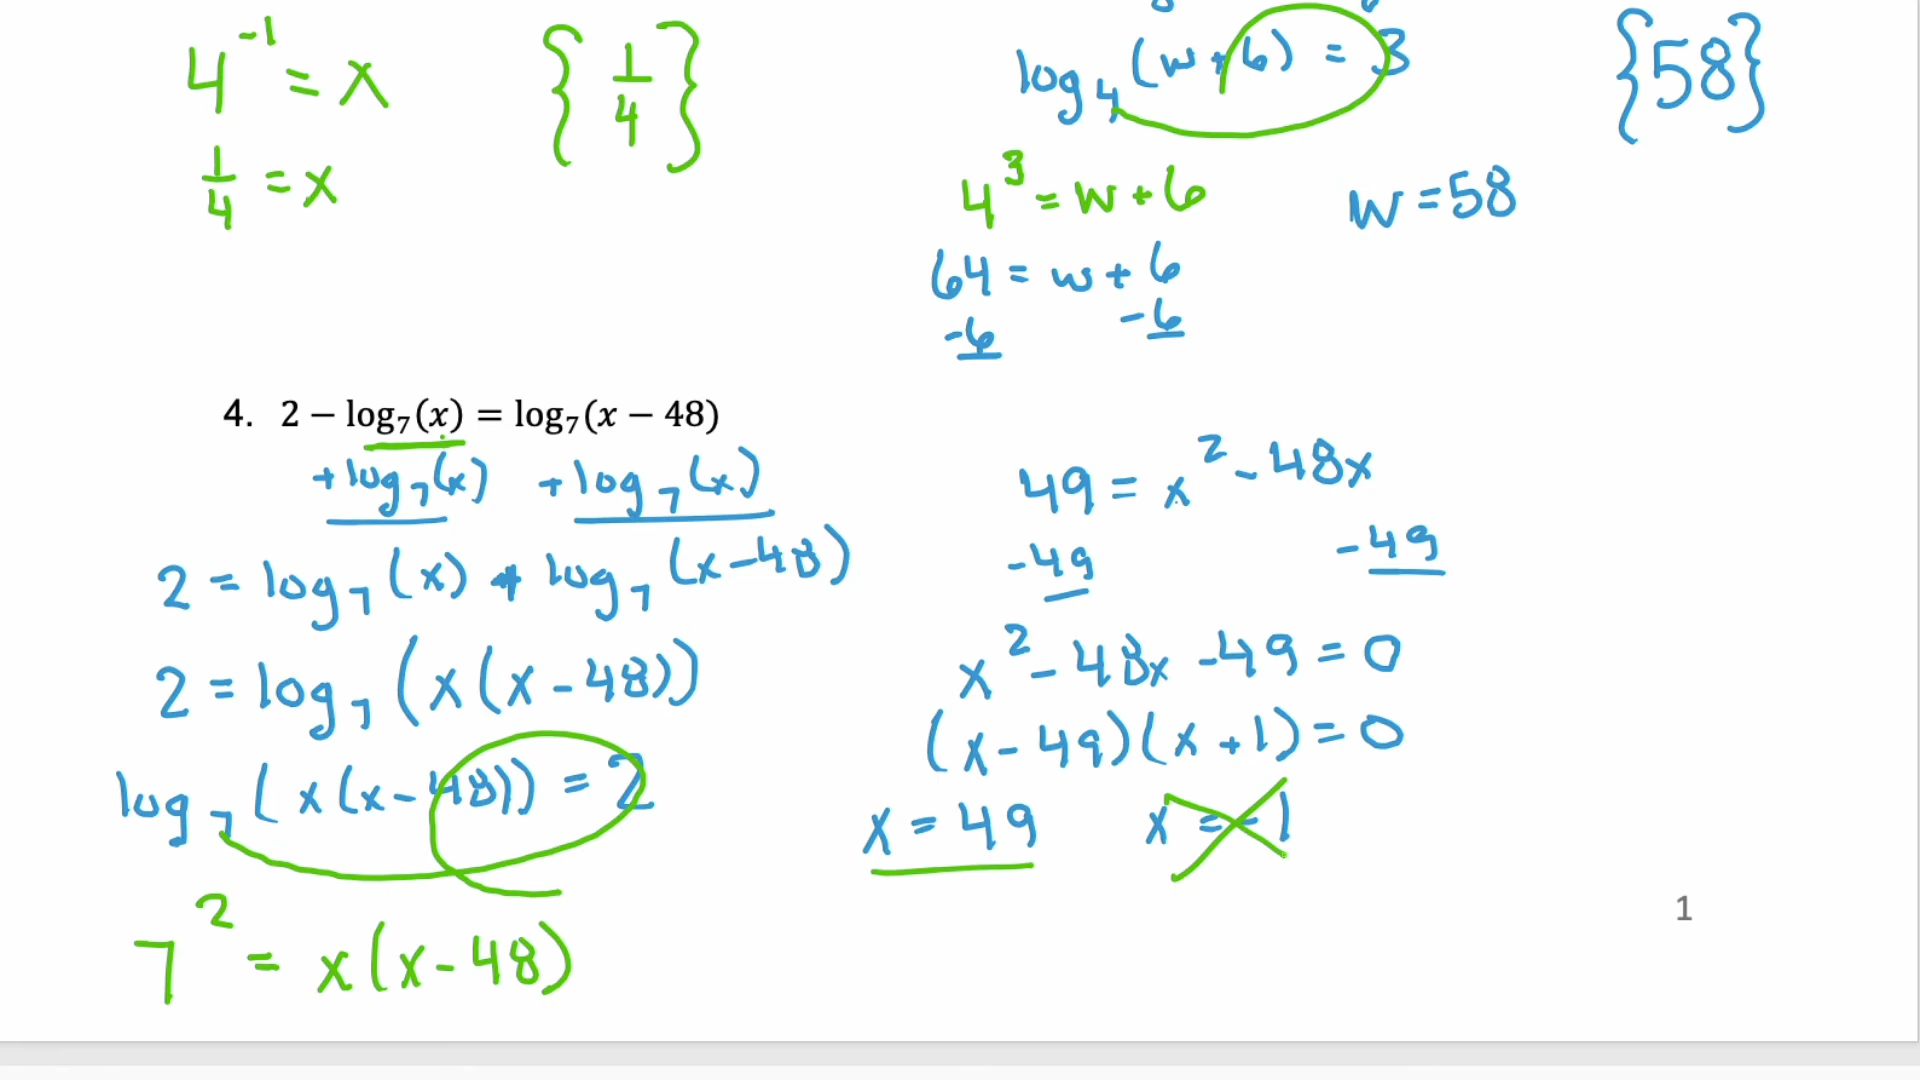 4^-1 = x
{1/4}
1/4 = x
log₄(w+6) = 3
{58}
4^3 = w+6
w = 58
64 = w+6
-6 -6
4. 2 − log₇(x) = log₇(x − 48)
+log₇(x) +log₇(x)
2 = log₇(x) + log₇(x-48)
2 = log₇(x(x-48))
log₇(x(x-48)) = 2
7^2 = x(x-48)
49 = x^2 - 48x
-49 -49
x^2 - 48x - 49 = 0
(x-49)(x+1) = 0
x = 49 x = -1
1